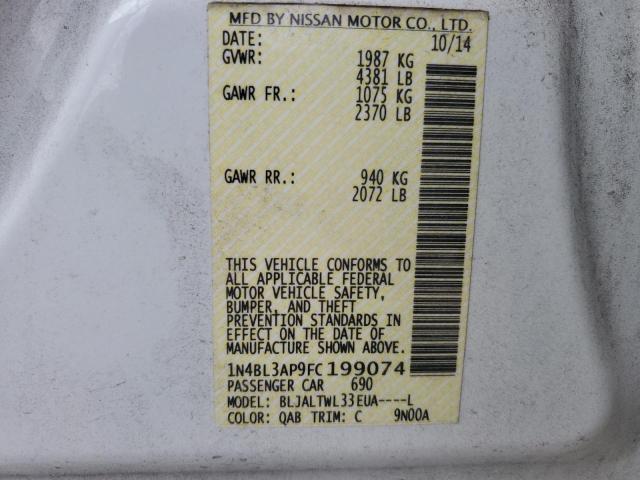 MFD BY NISSAN MOTOR CO., LTD.
DATE: 10/14
GVWR: 1987 KG
4381 LB
GAWR FR.: 1075 KG
2370 LB
GAWR RR.: 940 KG
2072 LB
THIS VEHICLE CONFORMS TO
ALL APPLICABLE FEDERAL
MOTOR VEHICLE SAFETY,
BUMPER, AND THEFT
PREVENTION STANDARDS IN
EFFECT ON THE DATE OF
MANUFACTURE SHOWN ABOVE.
1N4BL3AP9FC199074
PASSENGER CAR 690
MODEL: BLJALTWL33EUA----L
COLOR: QAB TRIM: C 9N00A